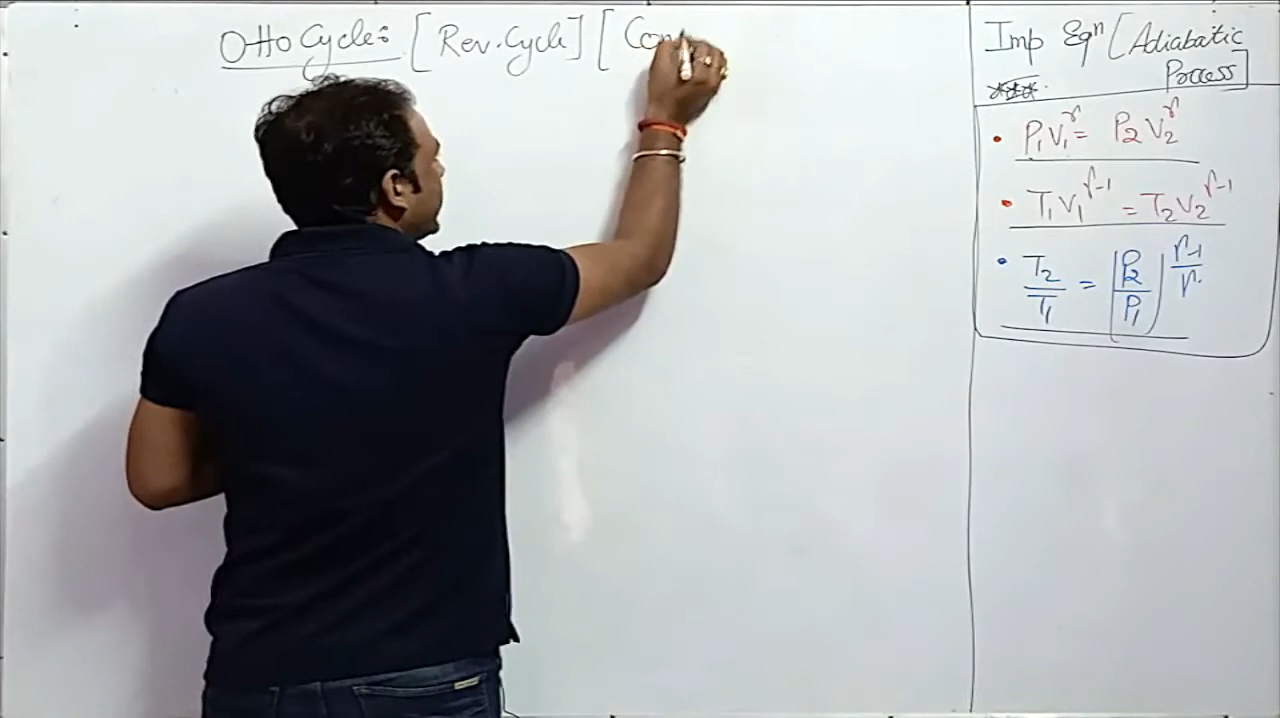 Otto Cycle: [Rev. Cycle] [Con
Imp Eqⁿ [Adiabatic
Process]
***
• P₁V₁^γ = P₂V₂^γ
• T₁V₁^γ-1 = T₂V₂^γ-1
• T₂/T₁ = (P₂/P₁)^γ-1/γ